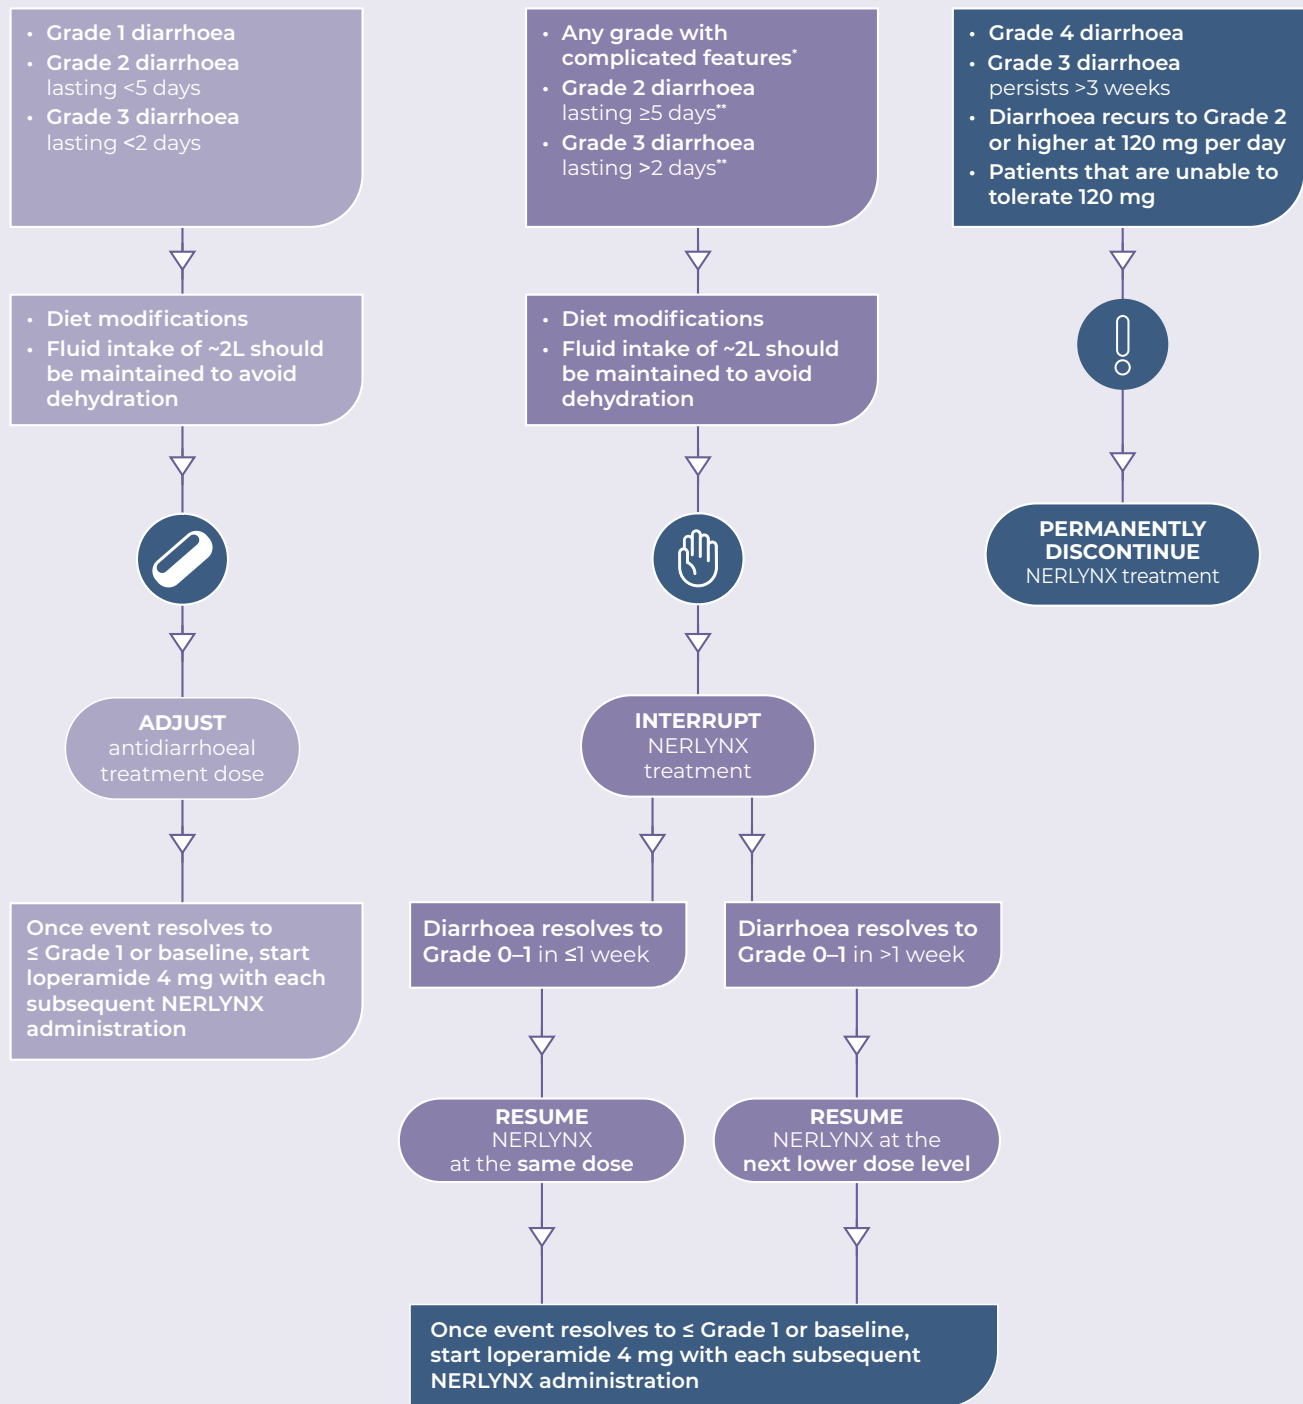 • Grade 1 diarrhoea
• Grade 2 diarrhoea
lasting <5 days
• Grade 3 diarrhoea
lasting <2 days
• Any grade with
complicated features*
• Grade 2 diarrhoea
lasting ≥5 days**
• Grade 3 diarrhoea
lasting >2 days**
• Grade 4 diarrhoea
• Grade 3 diarrhoea
persists >3 weeks
• Diarrhoea recurs to Grade 2
or higher at 120 mg per day
• Patients that are unable to
tolerate 120 mg
• Diet modifications
• Fluid intake of ~2L should
be maintained to avoid
dehydration
• Diet modifications
• Fluid intake of ~2L should
be maintained to avoid
dehydration
PERMANENTLY
DISCONTINUE
NERLYNX treatment
ADJUST
antidiarrhoeal
treatment dose
INTERRUPT
NERLYNX
treatment
Once event resolves to
≤ Grade 1 or baseline, start
loperamide 4 mg with each
subsequent NERLYNX
administration
Diarrhoea resolves to
Grade 0–1 in ≤1 week
Diarrhoea resolves to
Grade 0–1 in >1 week
RESUME
NERLYNX
at the same dose
RESUME
NERLYNX at the
next lower dose level
Once event resolves to ≤ Grade 1 or baseline,
start loperamide 4 mg with each subsequent
NERLYNX administration